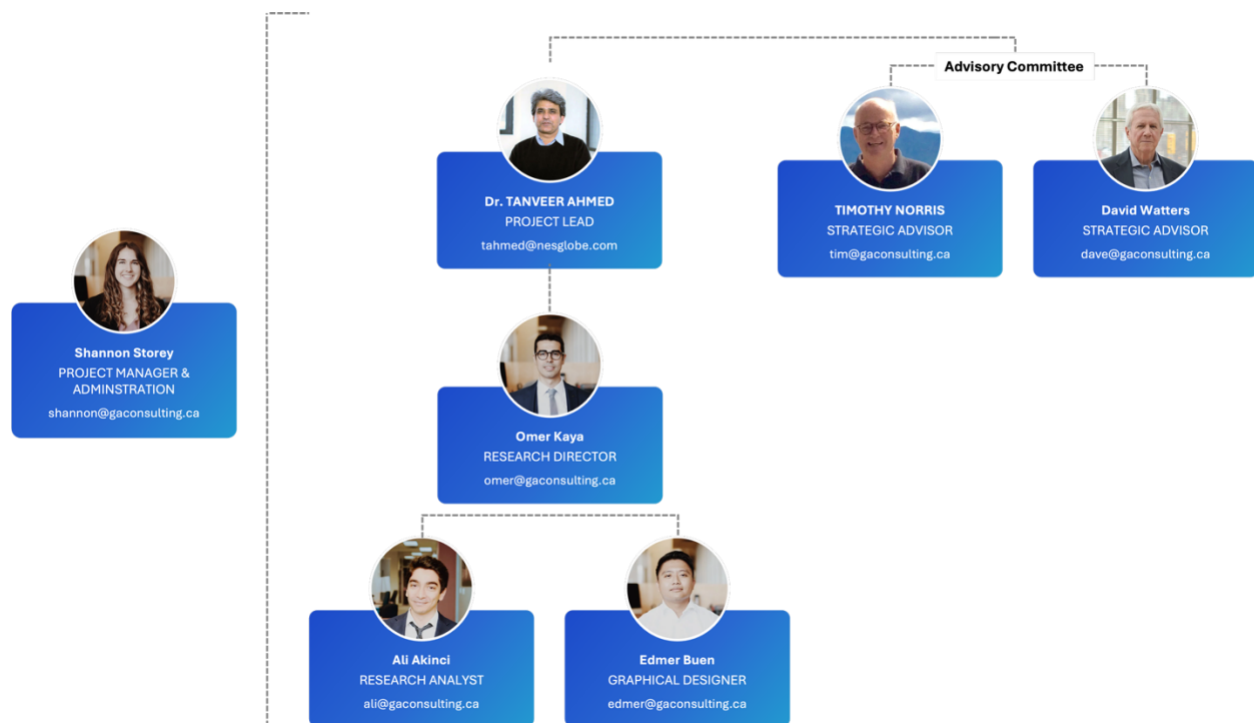 Advisory Committee
Dr. TANVEER AHMED
PROJECT LEAD
tahmed@nesglobe.com
TIMOTHY NORRIS
STRATEGIC ADVISOR
tim@gaconsulting.ca
David Watters
STRATEGIC ADVISOR
dave@gaconsulting.ca
Shannon Storey
PROJECT MANAGER &
ADMINSTRATION
shannon@gaconsulting.ca
Omer Kaya
RESEARCH DIRECTOR
omer@gaconsulting.ca
Ali Akinci
RESEARCH ANALYST
ali@gaconsulting.ca
Edmer Buen
GRAPHICAL DESIGNER
edmer@gaconsulting.ca